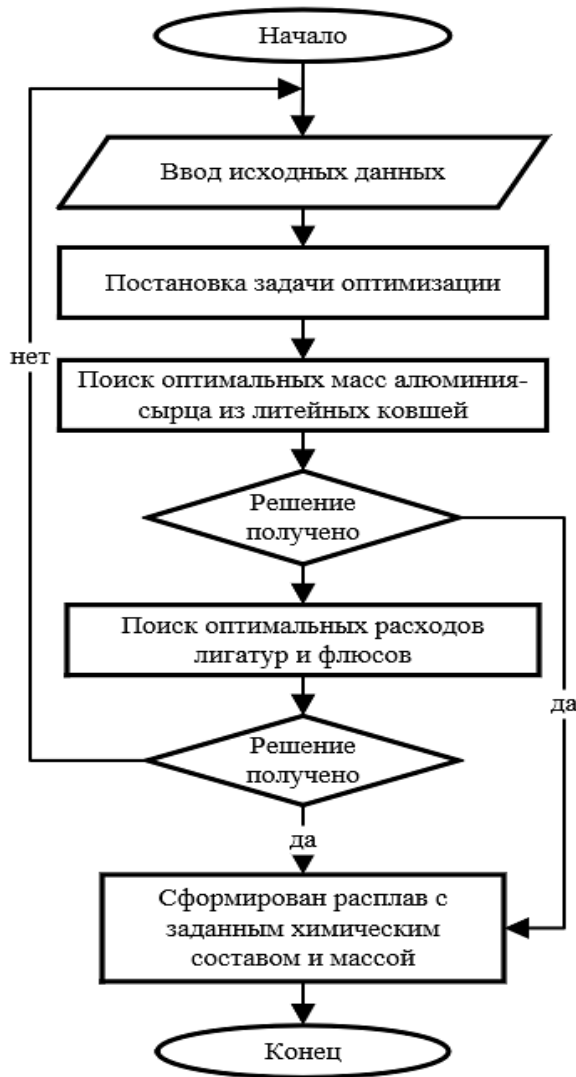 Начало
Ввод исходных данных
Постановка задачи оптимизации
нет
Поиск оптимальных масс алюминия-
сырца из литейных ковшей
Решение
получено
Поиск оптимальных расходов
лигатур и флюсов
да
Решение
получено
да
Сформирован расплав с
заданным химическим
составом и массой
Конец